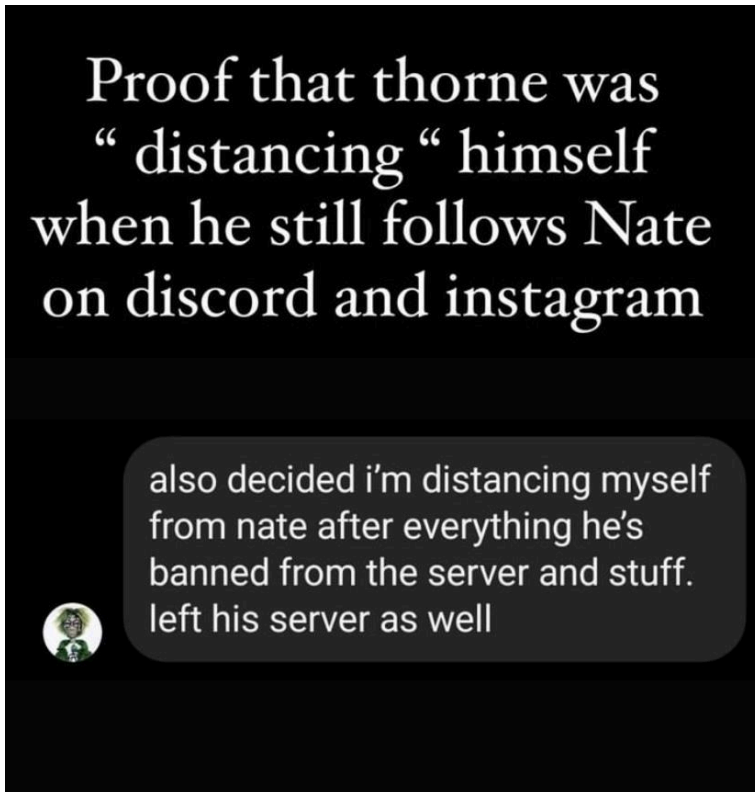 Proof that thorne was
“ distancing “ himself
when he still follows Nate
on discord and instagram
also decided i’m distancing myself
from nate after everything he’s
banned from the server and stuff.
left his server as well